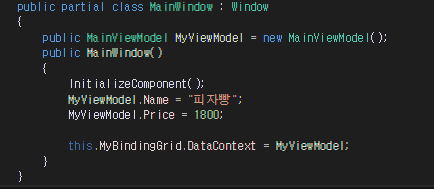 public partial class MainWindow : Window
{
public MainViewModel MyViewModel = new MainViewModel();
public MainWindow()
{
InitializeComponent();
MyViewModel.Name = "피자빵";
MyViewModel.Price = 1800;
this.MyBindingGrid.DataContext = MyViewModel;
}
}